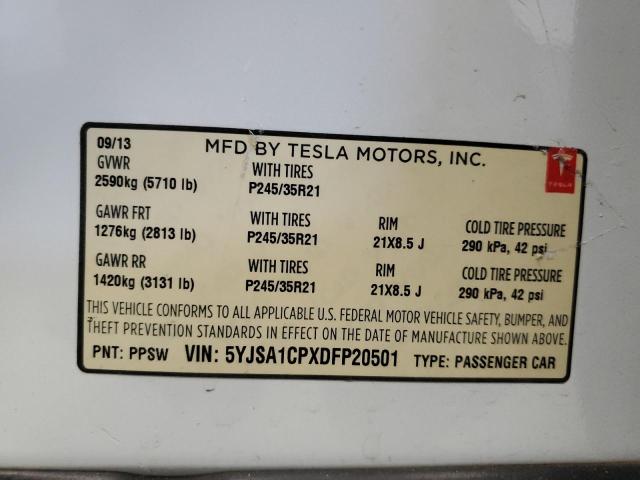 09/13 MFD BY TESLA MOTORS, INC.
GVWR WITH TIRES
2590kg (5710 lb) P245/35R21
TESLA
GAWR FRT WITH TIRES RIM COLD TIRE PRESSURE
1276kg (2813 lb) P245/35R21 21X8.5 J 290 kPa, 42 psi
GAWR RR WITH TIRES RIM COLD TIRE PRESSURE
1420kg (3131 lb) P245/35R21 21X8.5 J 290 kPa, 42 psi
THIS VEHICLE CONFORMS TO ALL APPLICABLE U.S. FEDERAL MOTOR VEHICLE SAFETY, BUMPER, AND
THEFT PREVENTION STANDARDS IN EFFECT ON THE DATE OF MANUFACTURE SHOWN ABOVE.
PNT: PPSW VIN: 5YJSA1CPXDFP20501 TYPE: PASSENGER CAR